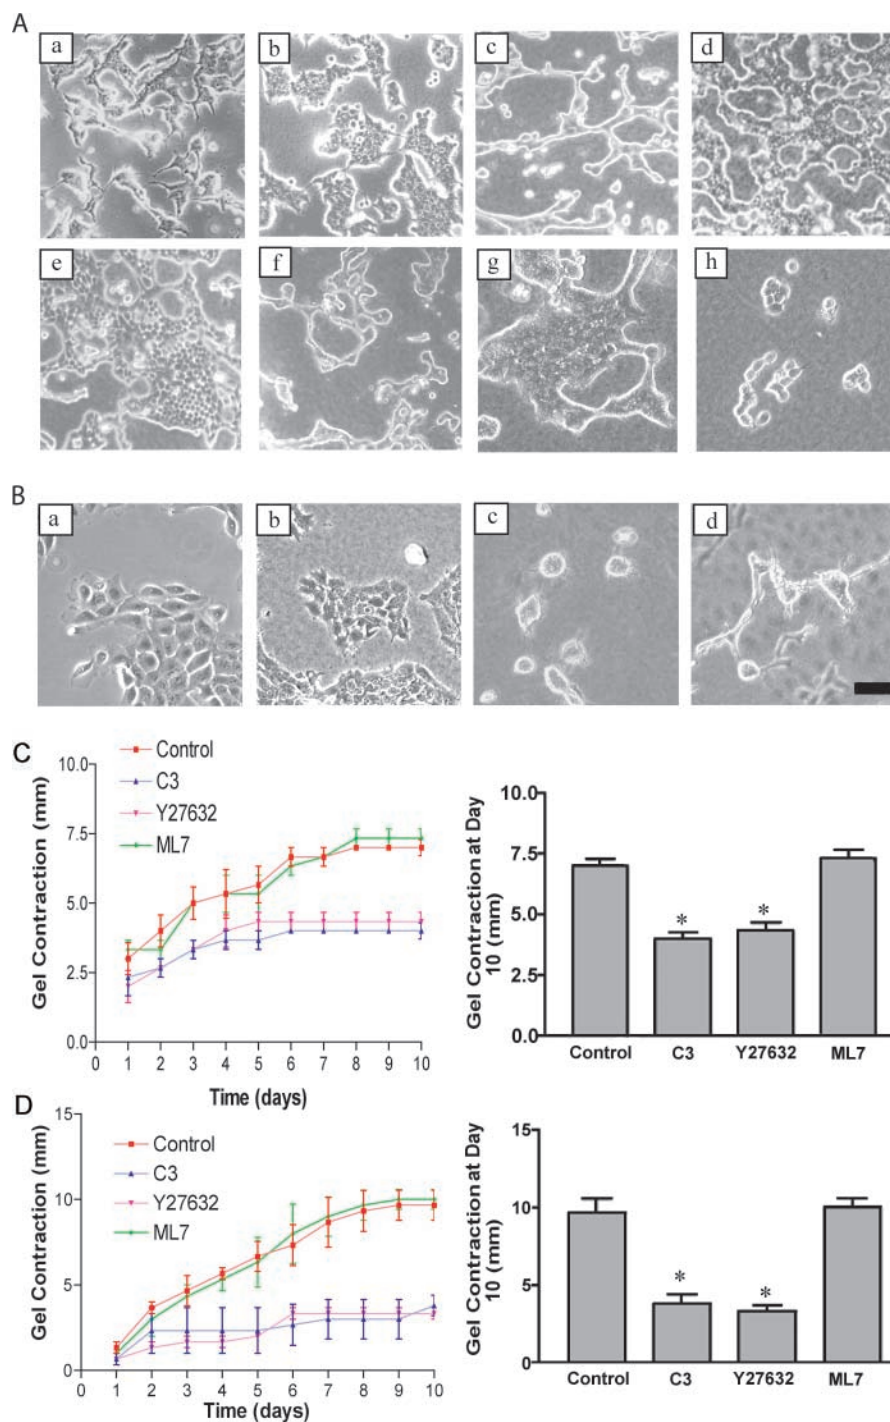 A
a
b
c
d
e
f
g
h
B
a
b
c
d
C
Control
C3
Y27632
ML7
Gel Contraction (mm)
10.0
7.5
5.0
2.5
0.0
0 1 2 3 4 5 6 7 8 9 10
Time (days)
Gel Contraction at Day
10 (mm)
10.0
7.5
5.0
2.5
0.0
*
*
Control C3 Y27632 ML7
D
Control
C3
Y27632
ML7
Gel Contraction (mm)
15
10
5
0
0 1 2 3 4 5 6 7 8 9 10
Time (days)
Gel Contraction at Day
10 (mm)
15
10
5
0
*
*
Control C3 Y27632 ML7